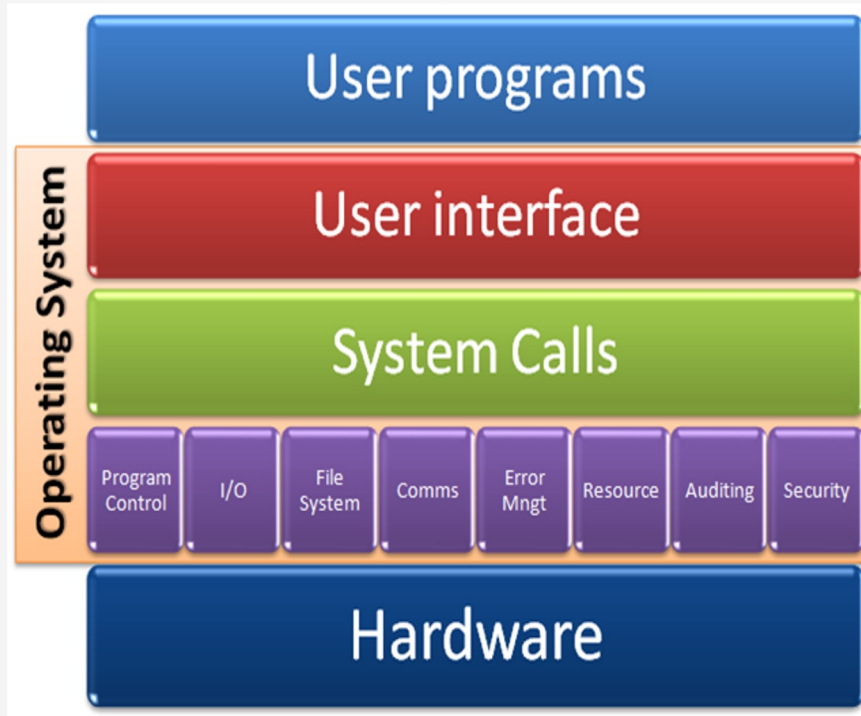 User programs
Operating System
User interface
System Calls
Program
Control
I/O
File
System
Comms
Error
Mngt
Resource
Auditing
Security
Hardware